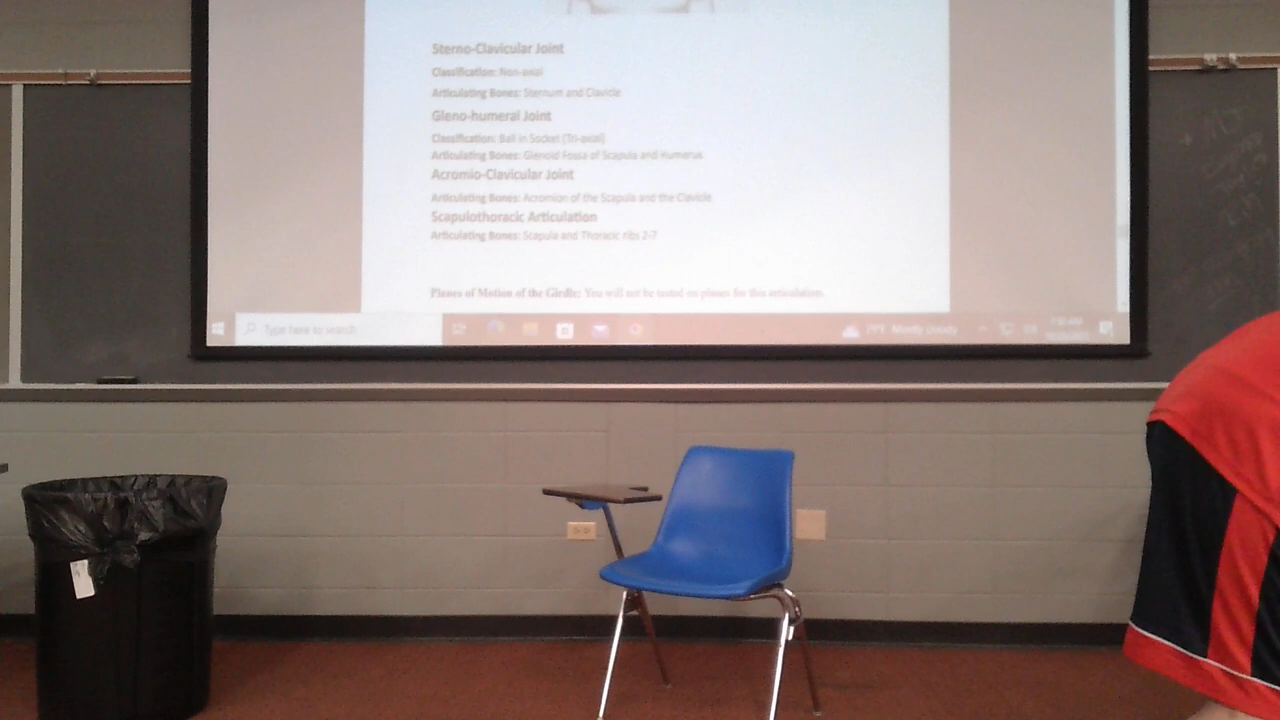 Sterno-Clavicular Joint
Classification: Non-axial
Articulating Bones: Sternum and Clavicle
Gleno-humeral Joint
Classification: Ball in Socket (Tri-axial)
Articulating Bones: Glenoid Fossa of Scapula and Humerus
Acromio-Clavicular Joint
Articulating Bones: Acromion of the Scapula and the Clavicle
Scapulothoracic Articulation
Articulating Bones: Scapula and Thoracic ribs 2-7
Planes of Motion of the Girdle: You will not be tested on planes for this articulation.
Type here to search
Mostly cloudy